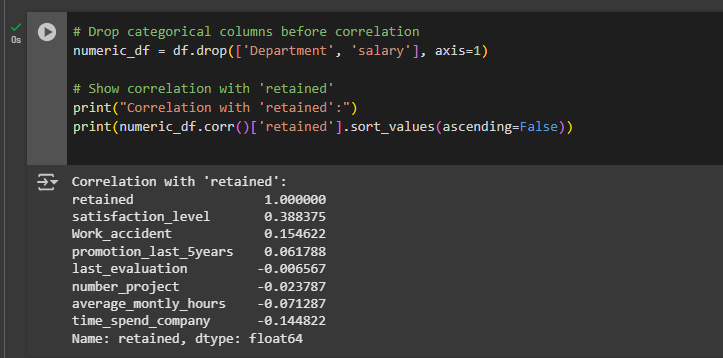 # Drop categorical columns before correlation
numeric_df = df.drop(['Department', 'salary'], axis=1)
0s
# Show correlation with 'retained'
print("Correlation with 'retained':")
print(numeric_df.corr()['retained'].sort_values(ascending=False))
Correlation with 'retained':
retained 1.000000
satisfaction_level 0.388375
Work_accident 0.154622
promotion_last_5years 0.061788
last_evaluation -0.006567
number_project -0.023787
average_montly_hours -0.071287
time_spend_company -0.144822
Name: retained, dtype: float64